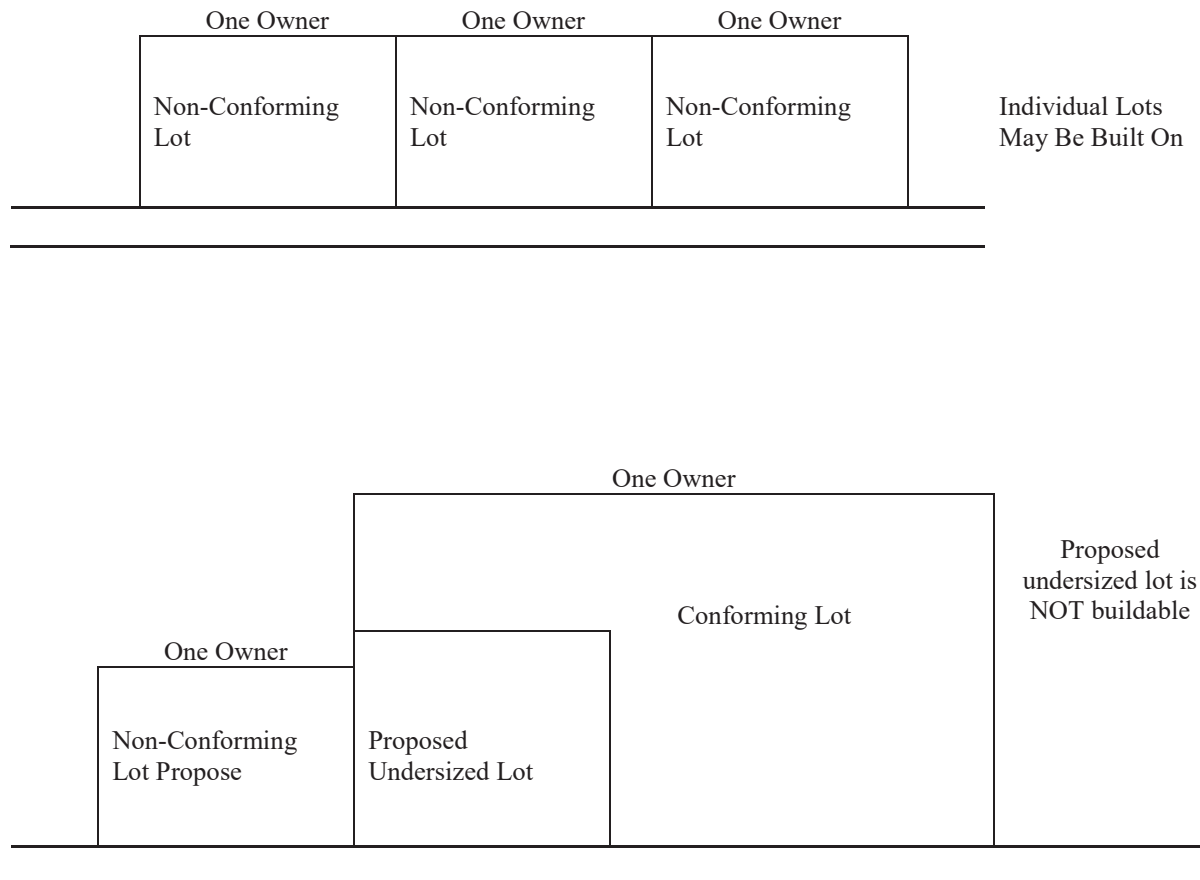 One Owner
One Owner
One Owner
Non-Conforming
Lot
Non-Conforming
Lot
Non-Conforming
Lot
Individual Lots
May Be Built On
One Owner
Proposed
undersized lot is
NOT buildable
Conforming Lot
One Owner
Non-Conforming
Lot Propose
Proposed
Undersized Lot